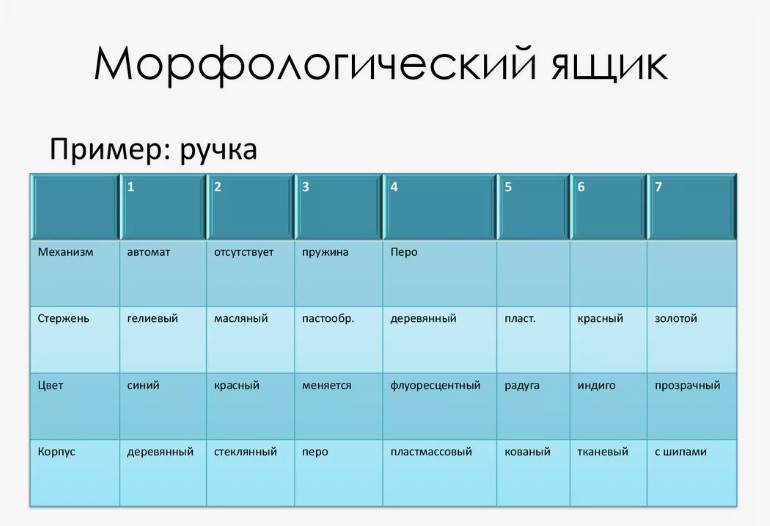 Морфологический ящик
Пример: ручка
1 2 3 4 5 6 7
Механизм автомат отсутствует пружина Перо
Стержень гелиевый масляный пастообр. деревянный пласт. красный золотой
Цвет синий красный меняется флуоресцентный радуга индиго прозрачный
Корпус деревянный стеклянный перо пластмассовый кованый тканевый с шипами